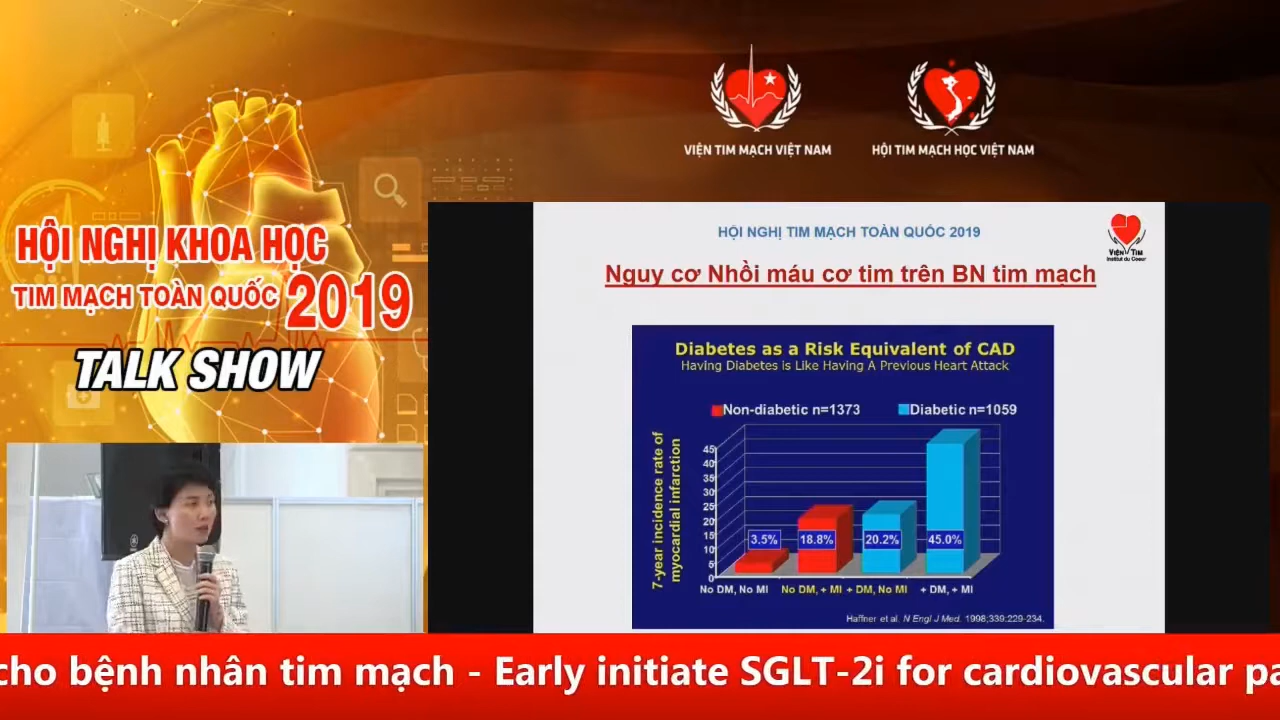 VIỆN TIM MẠCH VIỆT NAM
HỘI TIM MẠCH HỌC VIỆT NAM
HỘI NGHỊ KHOA HỌC
TIM MẠCH TOÀN QUỐC 2019
TALK SHOW
HỘI NGHỊ TIM MẠCH TOÀN QUỐC 2019
VIỆN TIM
Institut du Coeur
Nguy cơ Nhồi máu cơ tim trên BN tim mạch
Diabetes as a Risk Equivalent of CAD
Having Diabetes is Like Having A Previous Heart Attack
Non-diabetic n=1373
Diabetic n=1059
7-year incidence rate of
myocardial infarction
45
40
35
30
25
20
15
10
5
0
3.5%
18.8%
20.2%
45.0%
No DM, No MI
No DM, + MI
+ DM, No MI
+ DM, + MI
Haffner et al. N Engl J Med. 1998;339:229-234.
cho bệnh nhân tim mạch - Early initiate SGLT-2i for cardiovascular pa